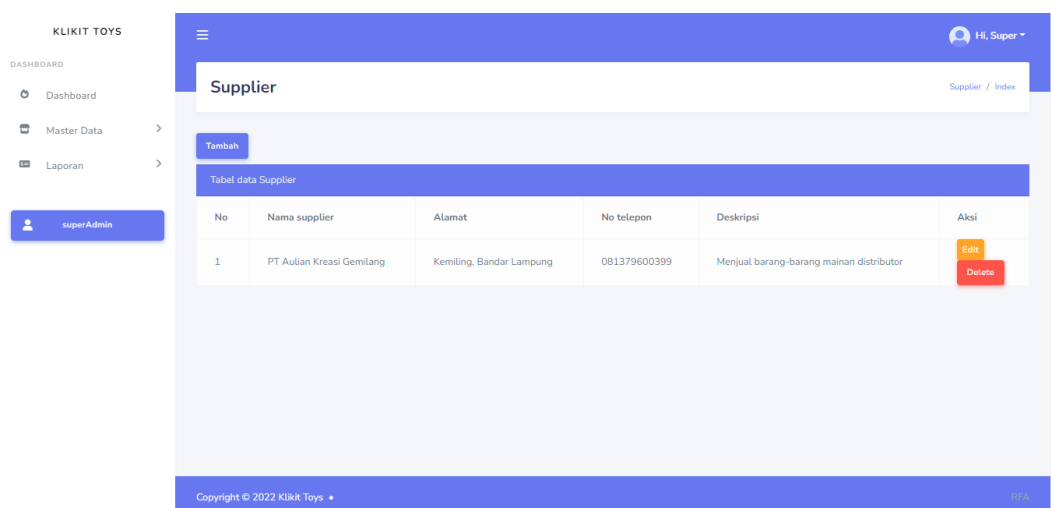 KLIKIT TOYS
Hi, Super
DASHBOARD
Dashboard
Master Data
Laporan
superAdmin
Supplier
Supplier / Index
Tambah
Tabel data Supplier
No Nama supplier Alamat No telepon Deskripsi Aksi
1 PT Aulian Kreasi Gemilang Kemiling, Bandar Lampung 081379600399 Menjual barang-barang mainan distributor Edit
Delete
Copyright © 2022 Klikit Toys •
RFA